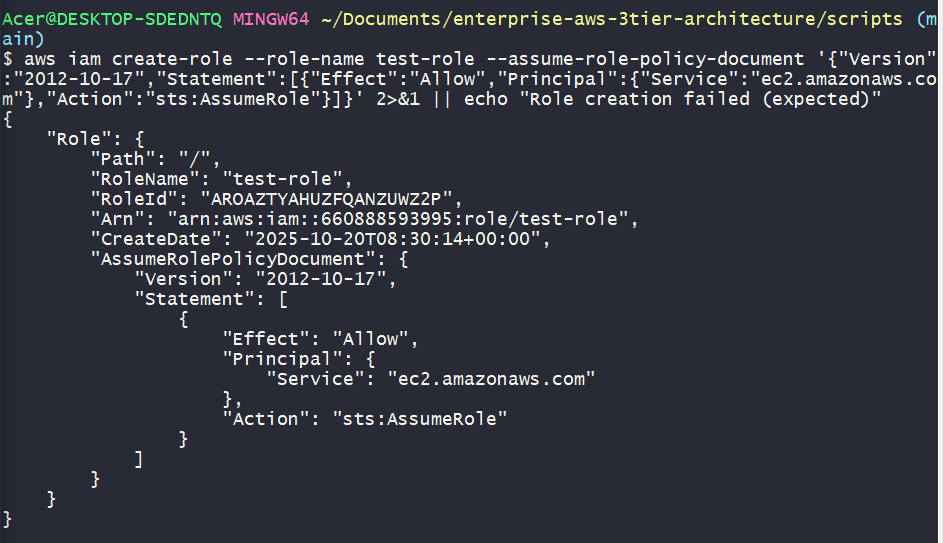 Acer@DESKTOP-SDEDNTQ MINGW64 ~/Documents/enterprise-aws-3tier-architecture/scripts (m
ain)
$ aws iam create-role --role-name test-role --assume-role-policy-document '{"Version"
:"2012-10-17","Statement":[{"Effect":"Allow","Principal":{"Service":"ec2.amazonaws.co
m"},"Action":"sts:AssumeRole"}]}' 2>&1 || echo "Role creation failed (expected)"
{
    "Role": {
        "Path": "/",
        "RoleName": "test-role",
        "RoleId": "AROAZTYAHUZFQANZUWZ2P",
        "Arn": "arn:aws:iam::660888593995:role/test-role",
        "CreateDate": "2025-10-20T08:30:14+00:00",
        "AssumeRolePolicyDocument": {
            "Version": "2012-10-17",
            "Statement": [
                {
                    "Effect": "Allow",
                    "Principal": {
                        "Service": "ec2.amazonaws.com"
                    },
                    "Action": "sts:AssumeRole"
                }
            ]
        }
    }
}